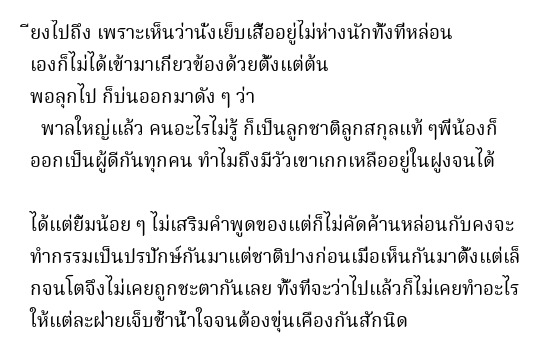 ียงไปถึง เพราะเห็นว่านั่งเย็บเสื้ออยู่ไม่ห่างนักทั้งที่หล่อน
เองก็ไม่ได้เข้ามาเกี่ยวข้องด้วยตั้งแต่ต้น
พอลุกไป ก็บ่นออกมาดัง ๆ ว่า
พาลใหญ่แล้ว คนอะไรไม่รู้ ก็เป็นลูกชาติลูกสกุลแท้ ๆพี่น้องก็
ออกเป็นผู้ดีกันทุกคน ทำไมถึงมีวัวเขาเกกเหลืออยู่ในฝูงจนได้
ได้แต่ยิ้มน้อย ๆ ไม่เสริมคำพูดของแต่ก็ไม่คัดค้านหล่อนกับคงจะ
ทำกรรมเป็นปรปักษ์กันมาแต่ชาติปางก่อนเมื่อเห็นกันมาตั้งแต่เล็
กจนโตจึงไม่เคยถูกชะตากันเลย ทั้งที่จะว่าไปแล้วก็ไม่เคยทำอะไร
ให้แต่ละฝ่ายเจ็บช้ำน้ำใจจนต้องขุ่นเคืองกันสักนิด